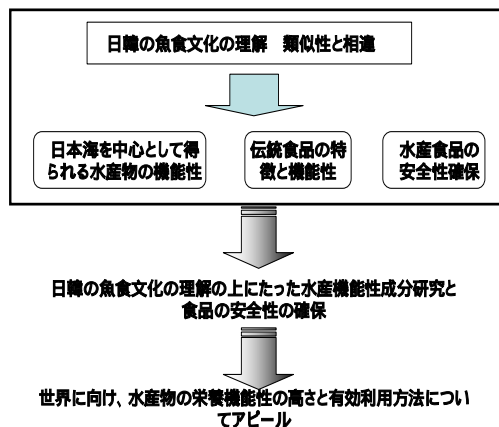 日韓の魚食文化の理解　類似性と相違
日本海を中心として得
られる水産物の機能性
伝統食品の特
徴と機能性
水産食品の
安全性確保
日韓の魚食文化の理解の上にたった水産機能性成分研究と
食品の安全性の確保
世界に向け、水産物の栄養機能性の高さと有効利用方法につい
てアピール